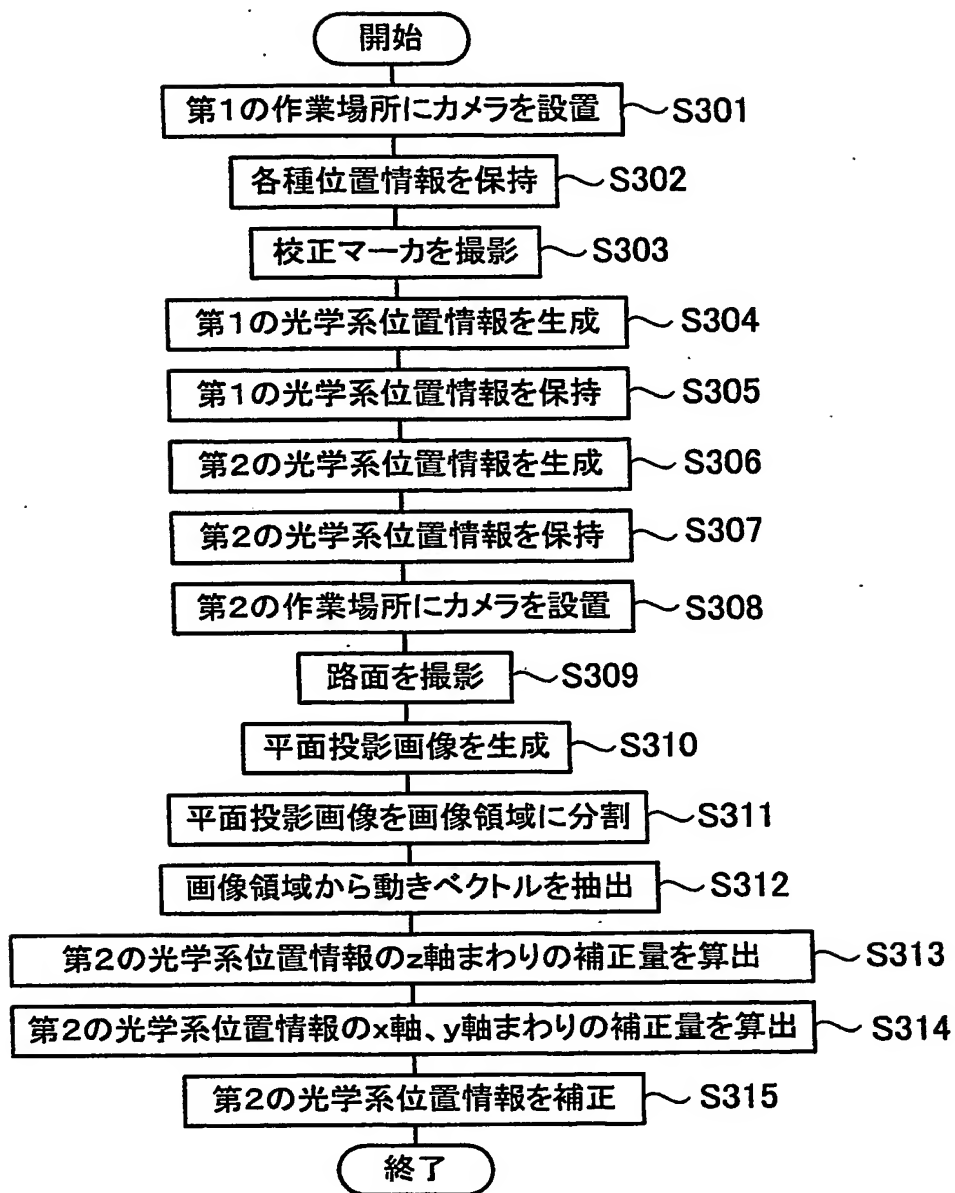 開始
第1の作業場所にカメラを設置 S301
各種位置情報を保持 S302
校正マーカを撮影 S303
第1の光学系位置情報を生成 S304
第1の光学系位置情報を保持 S305
第2の光学系位置情報を生成 S306
第2の光学系位置情報を保持 S307
第2の作業場所にカメラを設置 S308
路面を撮影 S309
平面投影画像を生成 S310
平面投影画像を画像領域に分割 S311
画像領域から動きベクトルを抽出 S312
第2の光学系位置情報のz軸まわりの補正量を算出 S313
第2の光学系位置情報のx軸、y軸まわりの補正量を算出 S314
第2の光学系位置情報を補正 S315
終了